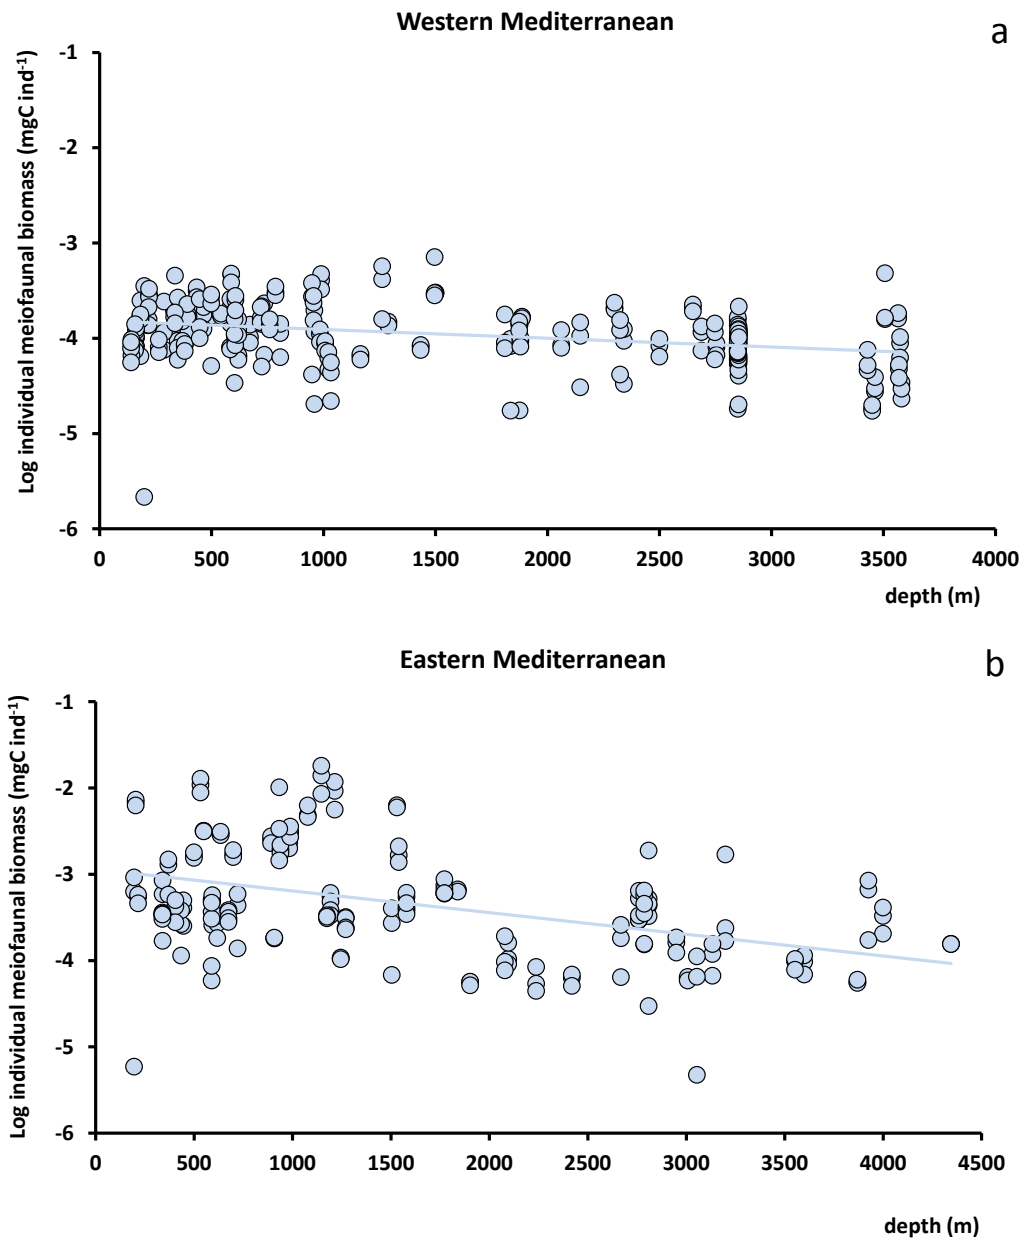 Western Mediterranean
a
Log individual meiofaunal biomass (mgC ind-1)
-1
-2
-3
-4
-5
-6
0 500 1000 1500 2000 2500 3000 3500 4000
depth (m)
Eastern Mediterranean
b
Log individual meiofaunal biomass (mgC ind-1)
-1
-2
-3
-4
-5
-6
0 500 1000 1500 2000 2500 3000 3500 4000 4500
depth (m)